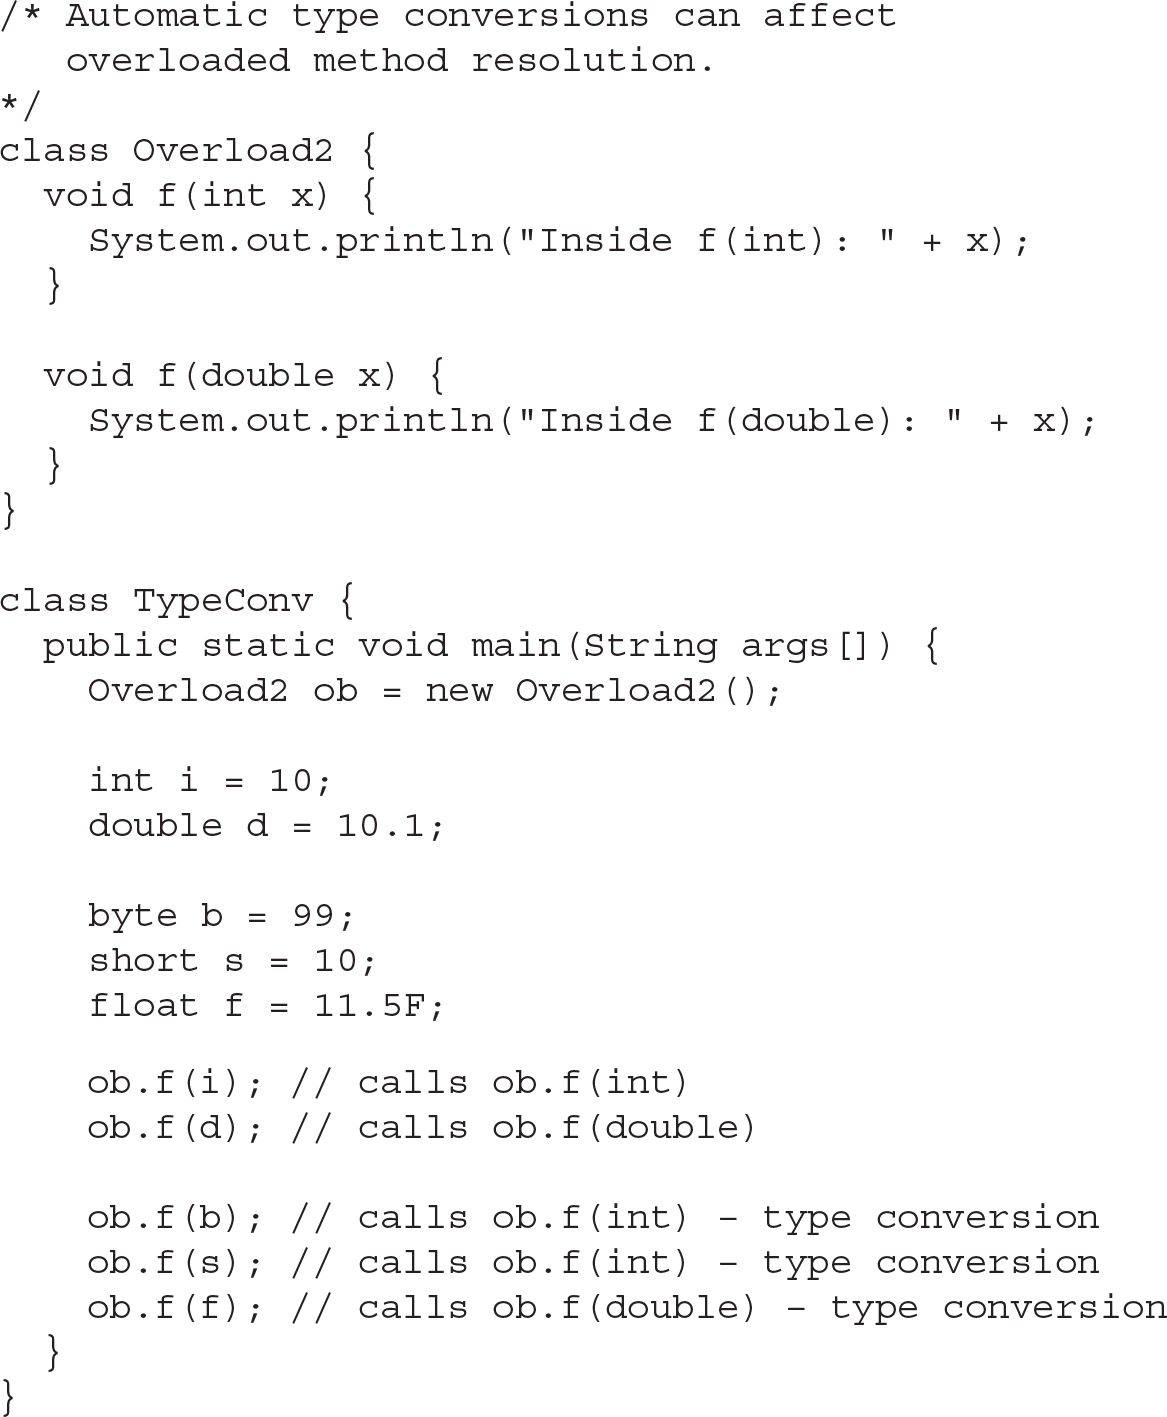 /* Automatic type conversions can affect
   overloaded method resolution.
*/
class Overload2 {
  void f(int x) {
    System.out.println("Inside f(int): " + x);
  }

  void f(double x) {
    System.out.println("Inside f(double): " + x);
  }
}

class TypeConv {
  public static void main(String args[]) {
    Overload2 ob = new Overload2();

    int i = 10;
    double d = 10.1;

    byte b = 99;
    short s = 10;
    float f = 11.5F;

    ob.f(i); // calls ob.f(int)
    ob.f(d); // calls ob.f(double)

    ob.f(b); // calls ob.f(int) – type conversion
    ob.f(s); // calls ob.f(int) – type conversion
    ob.f(f); // calls ob.f(double) – type conversion
  }
}